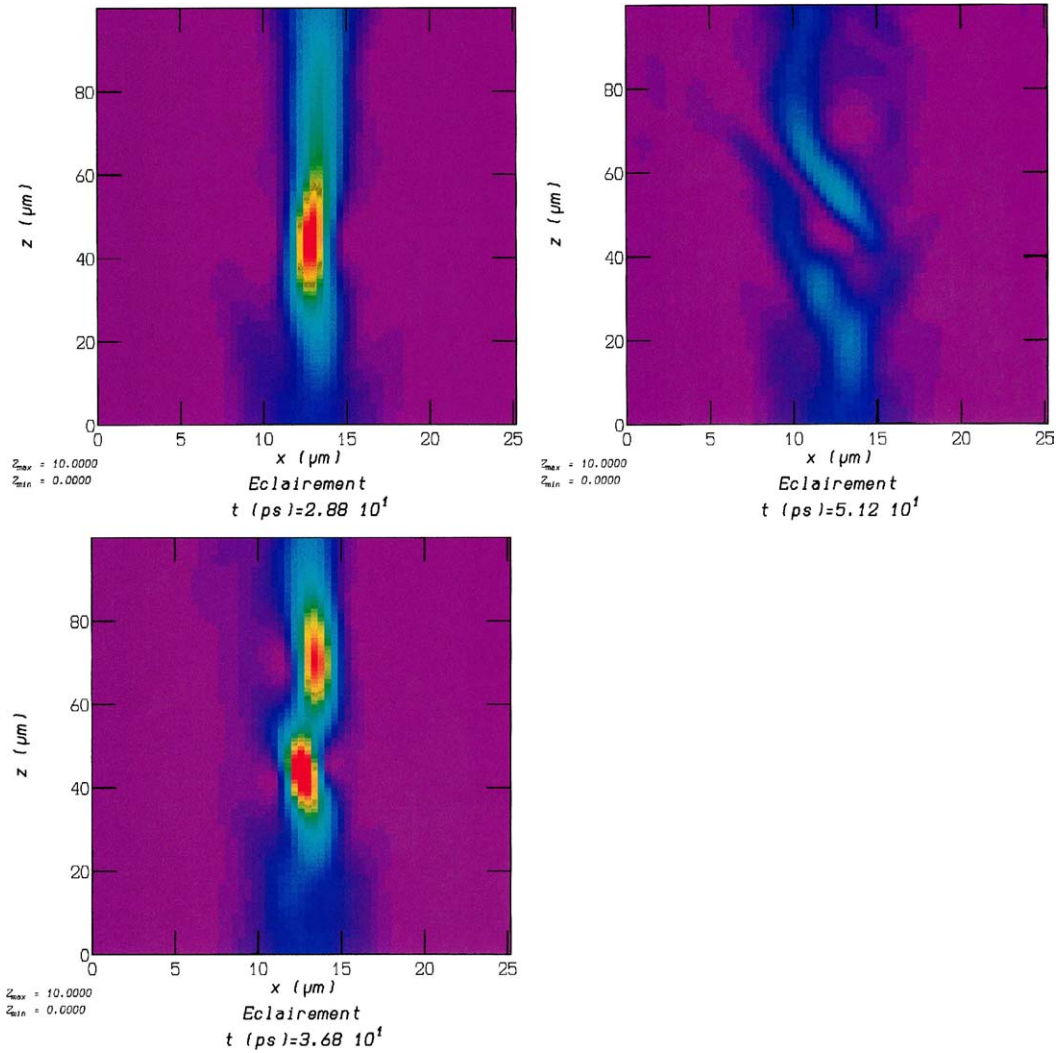 80
60
z (μm)
40
20
0
0 5 10 15 20 25
x (μm)
Zmax = 10.0000
Zmin = 0.0000
Eclairement
t (ps)=2.88 10¹
80
60
z (μm)
40
20
0
0 5 10 15 20 25
x (μm)
Zmax = 10.0000
Zmin = 0.0000
Eclairement
t (ps)=5.12 10¹
80
60
z (μm)
40
20
0
0 5 10 15 20 25
x (μm)
Zmax = 10.0000
Zmin = 0.0000
Eclairement
t (ps)=3.68 10¹